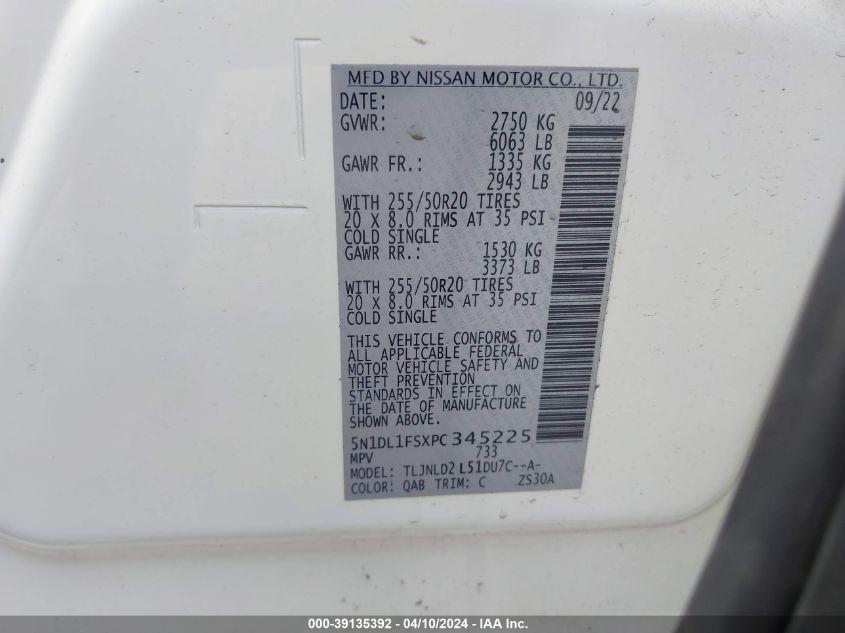 MFD BY NISSAN MOTOR CO., LTD.
DATE: 09/22
GVWR: 2750 KG
6063 LB
GAWR FR.: 1335 KG
2943 LB
WITH 255/50R20 TIRES
20 X 8.0 RIMS AT 35 PSI
COLD SINGLE
GAWR RR.: 1530 KG
3373 LB
WITH 255/50R20 TIRES
20 X 8.0 RIMS AT 35 PSI
COLD SINGLE
THIS VEHICLE CONFORMS TO
ALL APPLICABLE FEDERAL
MOTOR VEHICLE SAFETY AND
THEFT PREVENTION
STANDARDS IN EFFECT ON
THE DATE OF MANUFACTURE
SHOWN ABOVE.
5N1DL1FSXPC345225
MPV 733
MODEL: TLJNLD2 L51DU7C--A-
COLOR: QAB TRIM: C ZS30A
000-39135392 - 04/10/2024 - IAA Inc.